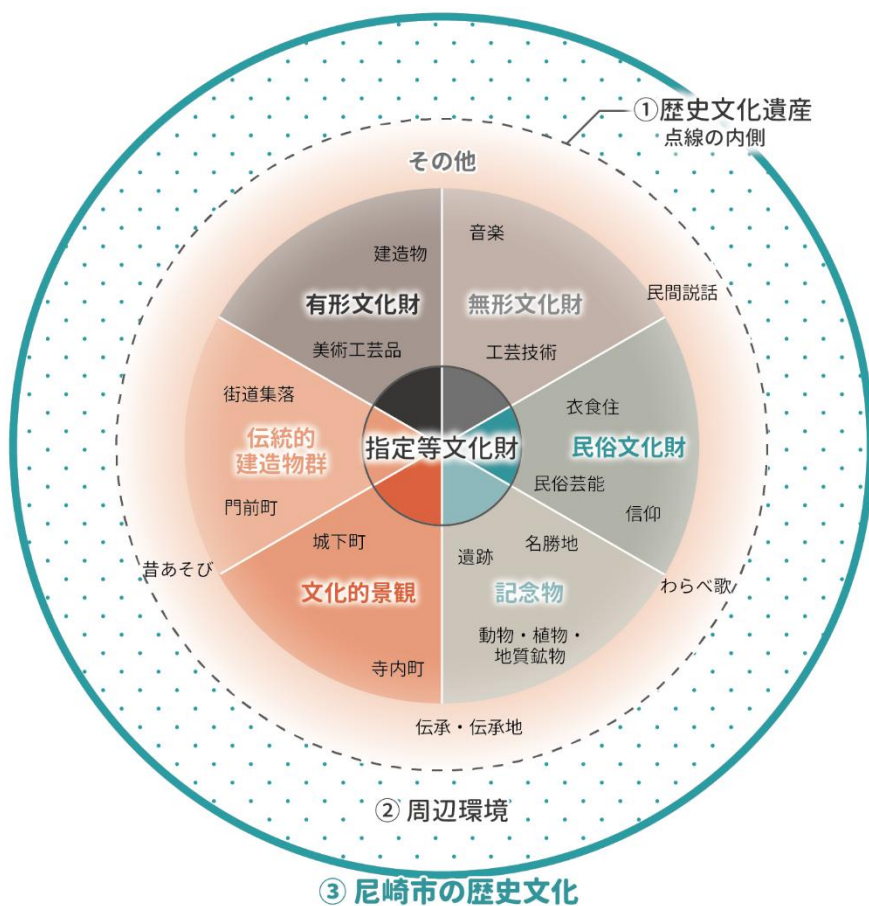 ①歴史文化遺産
点線の内側
その他
建造物
音楽
有形文化財
無形文化財
民間説話
美術工芸品
工芸技術
街道集落
衣食住
伝統的
建造物群
指定等文化財
民俗文化財
民俗芸能
門前町
信仰
城下町
遺跡
名勝地
昔あそび
文化的景観
記念物
わらべ歌
動物・植物・
地質鉱物
寺内町
伝承・伝承地
② 周辺環境
③ 尼崎市の歴史文化